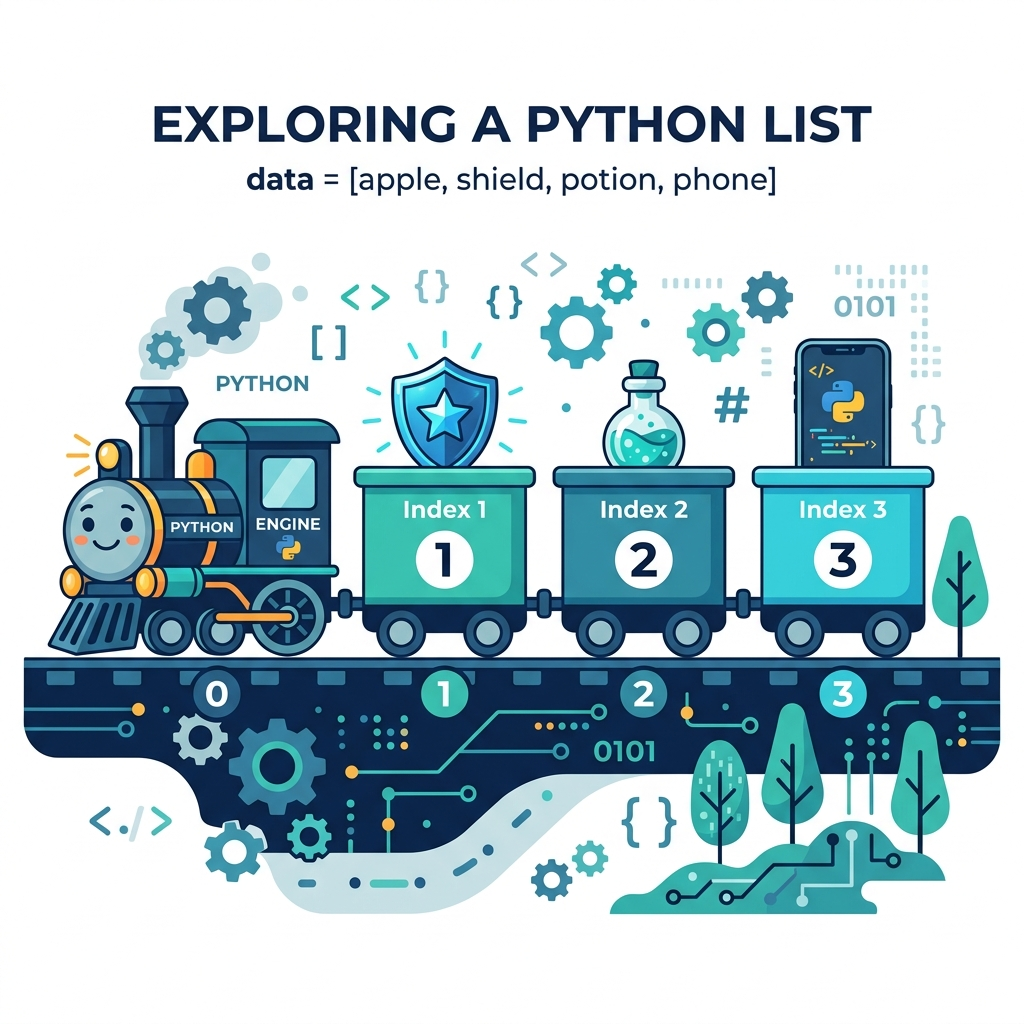 EXPLORING A PYTHON LIST
data = [apple, shield, potion, phone]
< >
{ }
< >
{ }
0101
[ ]
PYTHON
</>
#
{ }
Index 1
Index 2
Index 3
PYTHON
ENGINE
1
2
3
0
1
2
3
0101
<./>
{ }